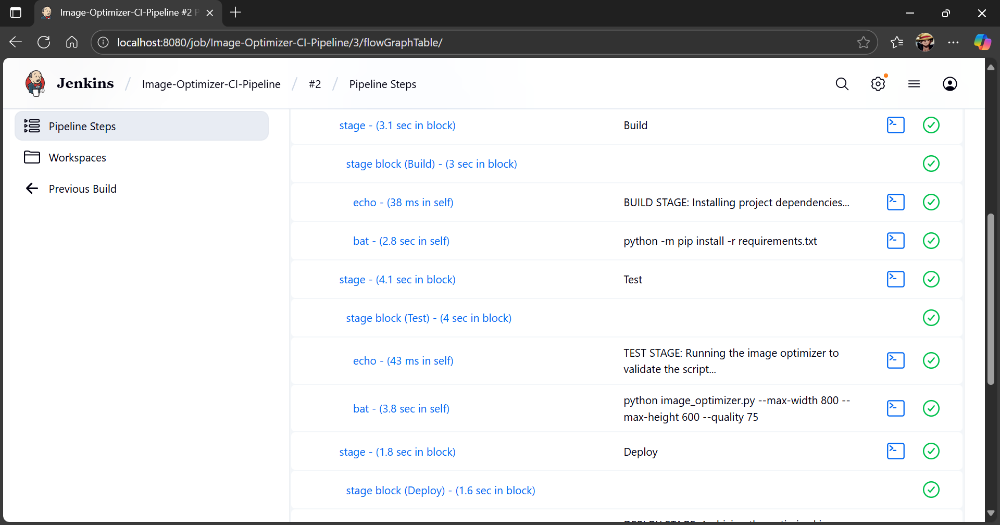 Image-Optimizer-CI-Pipeline #2 P
localhost:8080/job/Image-Optimizer-CI-Pipeline/3/flowGraphTable/
Jenkins / Image-Optimizer-CI-Pipeline / #2 / Pipeline Steps
Pipeline Steps
Workspaces
Previous Build
stage - (3.1 sec in block) Build
stage block (Build) - (3 sec in block)
echo - (38 ms in self) BUILD STAGE: Installing project dependencies...
bat - (2.8 sec in self) python -m pip install -r requirements.txt
stage - (4.1 sec in block) Test
stage block (Test) - (4 sec in block)
echo - (43 ms in self) TEST STAGE: Running the image optimizer to
validate the script...
bat - (3.8 sec in self) python image_optimizer.py --max-width 800 --
max-height 600 --quality 75
stage - (1.8 sec in block) Deploy
stage block (Deploy) - (1.6 sec in block)